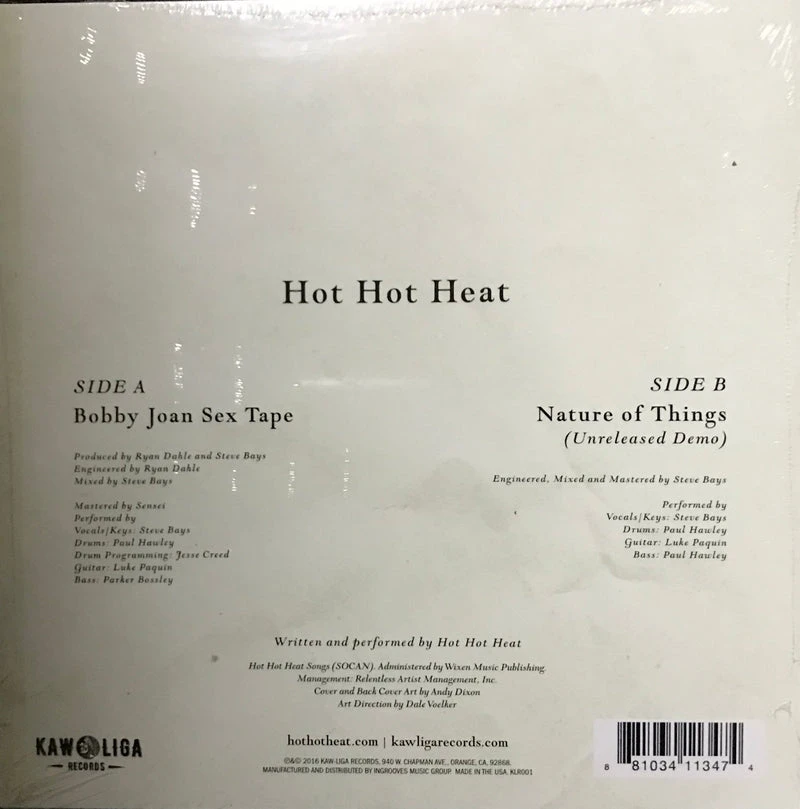 Hot Hot Heat
SIDE A
Bobby Joan Sex Tape
Produced by Ryan Dahle and Steve Bays
Engineered by Ryan Dahle
Mixed by Steve Bays
Mastered by Sensei
Performed by
Vocals/Keys: Steve Bays
Drums: Paul Hawley
Drum Programming: Jesse Creed
Guitar: Luke Paquin
Bass: Parker Bossley
SIDE B
Nature of Things
(Unreleased Demo)
Engineered, Mixed and Mastered by Steve Bays
Performed by
Vocals/Keys: Steve Bays
Drums: Paul Hawley
Guitar: Luke Paquin
Bass: Paul Hawley
Written and performed by Hot Hot Heat
Hot Hot Heat Songs (SOCAN). Administered by Wixen Music Publishing.
Management: Relentless Artist Management, Inc.
Cover and Back Cover Art by Andy Dixon
Art Direction by Dale Voelker
KAW LIGA
RECORDS
hothotheat.com | kawligarecords.com
℗&© 2016 KAW-LIGA RECORDS, 940 W. CHAPMAN AVE., ORANGE, CA, 92868.
MANUFACTURED AND DISTRIBUTED BY INGROOVES MUSIC GROUP. MADE IN THE USA. KLR001
8 81034 11347 4